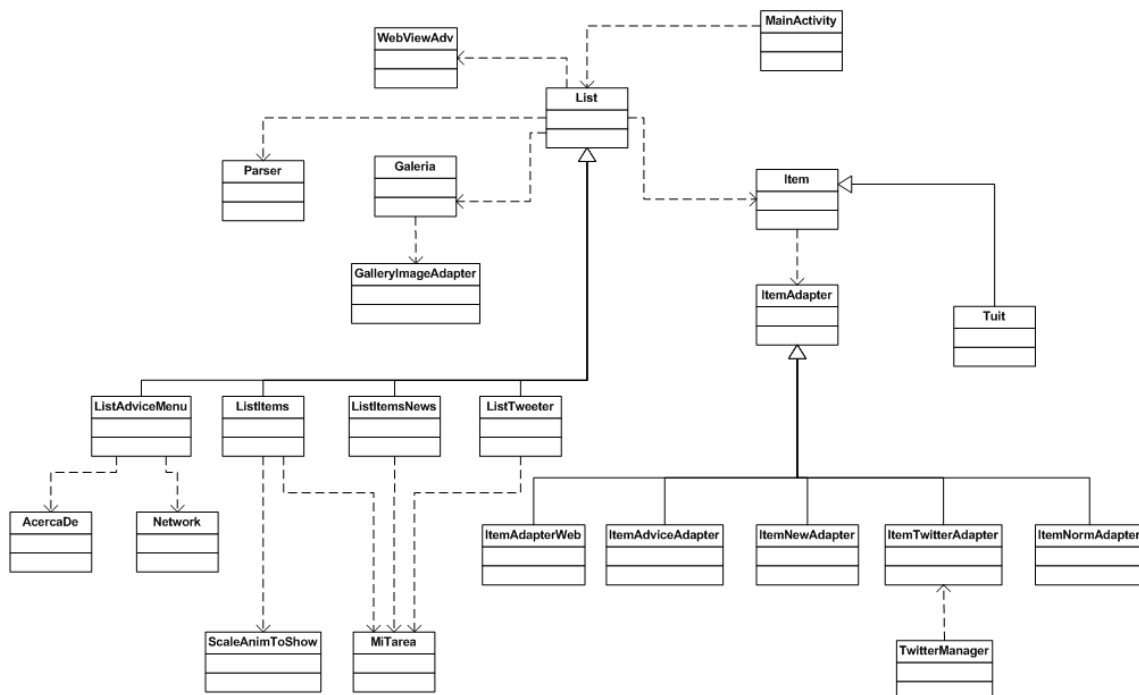 MainActivity
WebViewAdv
List
Parser
Galeria
Item
GalleryImageAdapter
ItemAdapter
Tuit
ListAdviceMenu
ListItems
ListItemsNews
ListTweeter
AcercaDe
Network
ItemAdapterWeb
ItemAdviceAdapter
ItemNewAdapter
ItemTwitterAdapter
ItemNormAdapter
ScaleAnimToShow
MiTarea
TwitterManager